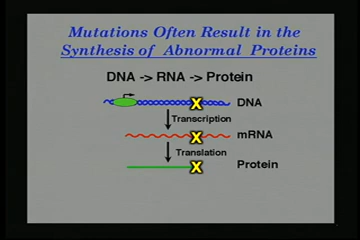 Mutations Often Result in the
Synthesis of Abnormal Proteins
DNA -> RNA -> Protein
X DNA
Transcription
X mRNA
Translation
X Protein